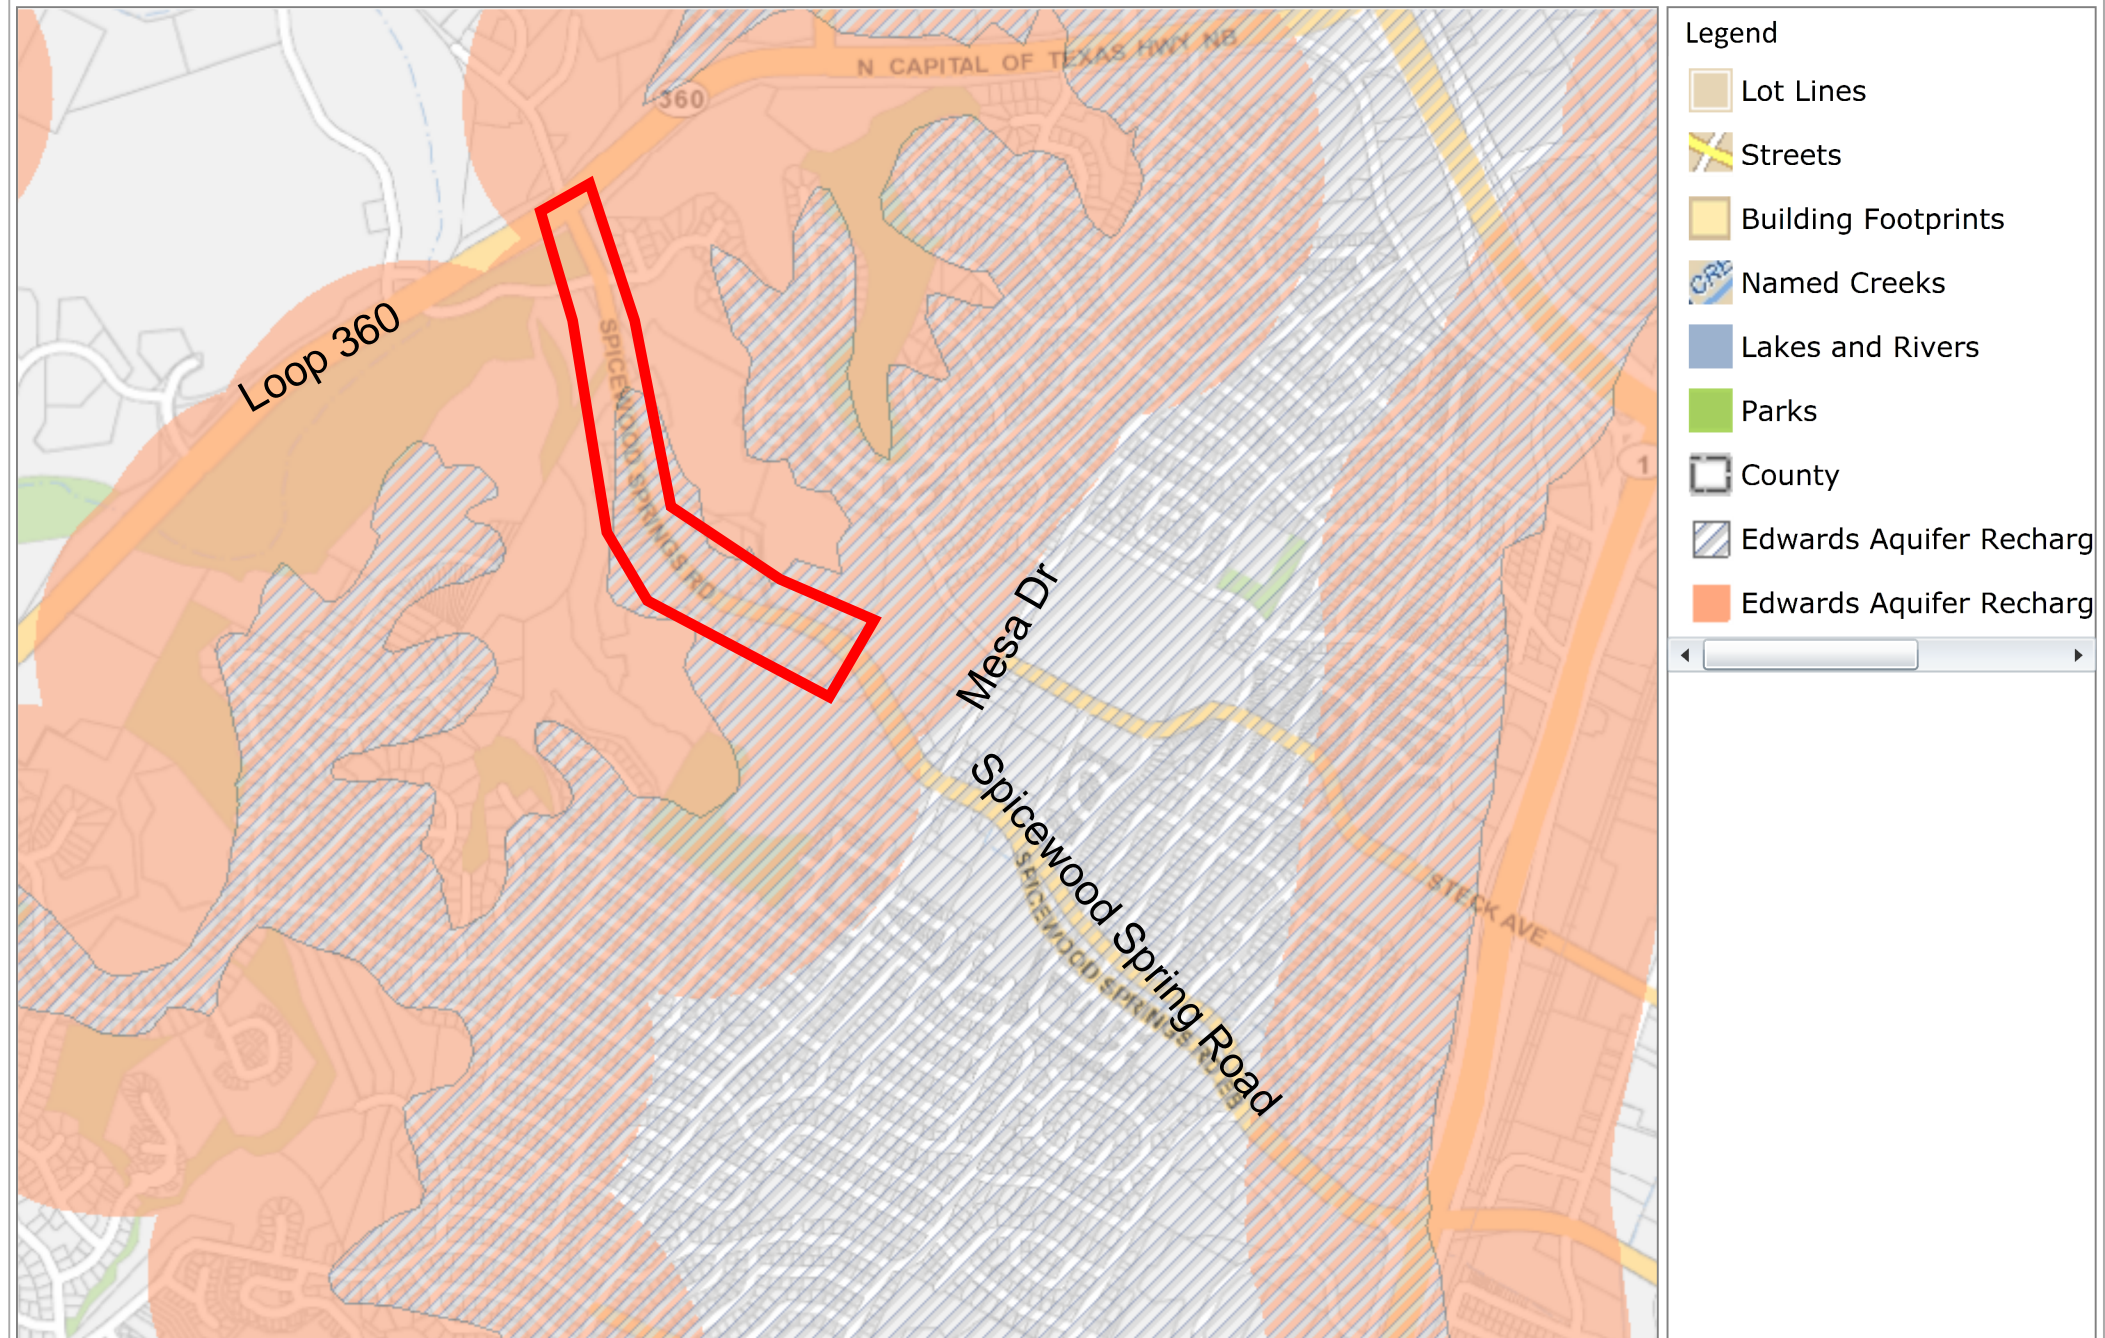 N CAPITAL OF TEXAS HWY NB
360
Loop 360
SPICEWOOD SPRINGS RD
1
Mesa Dr
Spicewood Spring Road
SPICEWOOD SPRINGS RD EB
STECK AVE
Legend
Lot Lines
Streets
Building Footprints
CRE
Named Creeks
Lakes and Rivers
Parks
County
Edwards Aquifer Recharg
Edwards Aquifer Recharg